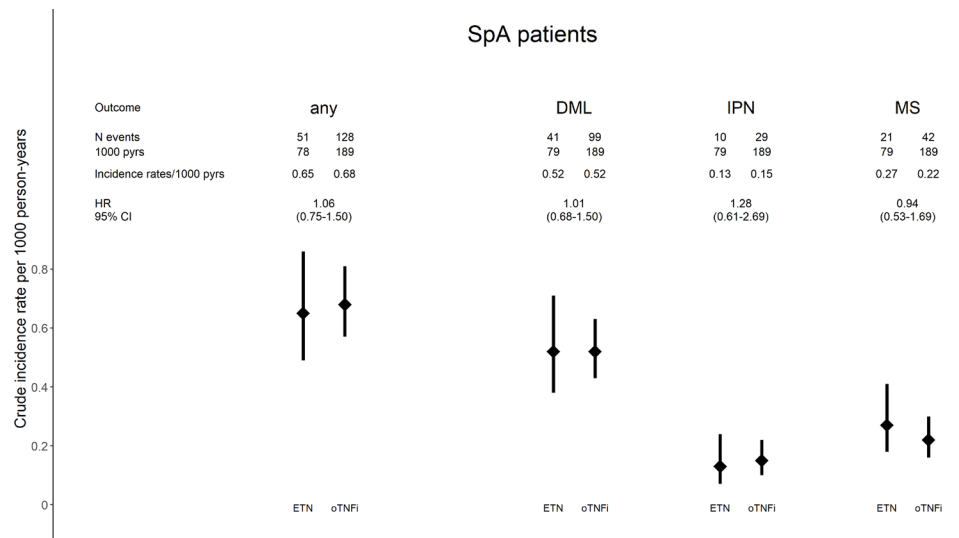 SpA patients
Outcome any DML IPN MS
N events 51 128 41 99 10 29 21 42
1000 pyrs 78 189 79 189 79 189 79 189
Incidence rates/1000 pyrs 0.65 0.68 0.52 0.52 0.13 0.15 0.27 0.22
HR 1.06 1.01 1.28 0.94
95% CI (0.75-1.50) (0.68-1.50) (0.61-2.69) (0.53-1.69)
Crude incidence rate per 1000 person-years
0.8
0.6
0.4
0.2
0
ETN oTNFi ETN oTNFi ETN oTNFi ETN oTNFi